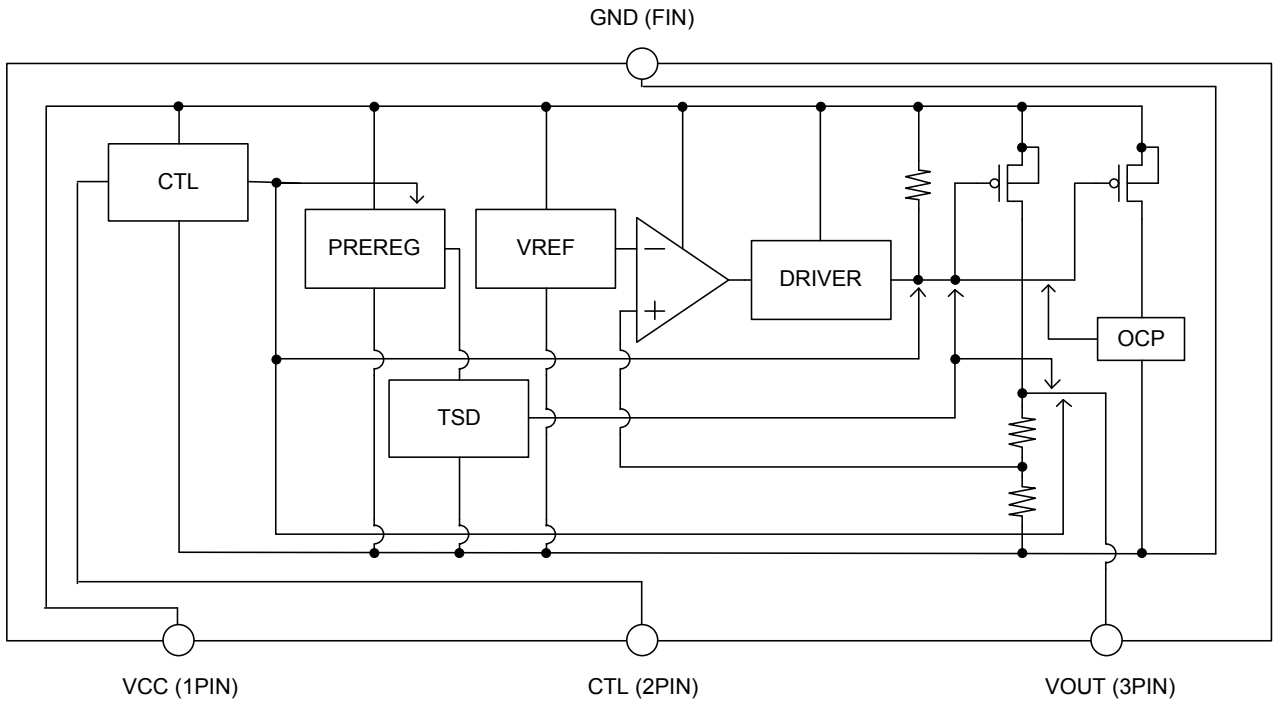 GND (FIN)
CTL
PREREG
VREF
−
+
DRIVER
OCP
TSD
VCC (1PIN)
CTL (2PIN)
VOUT (3PIN)